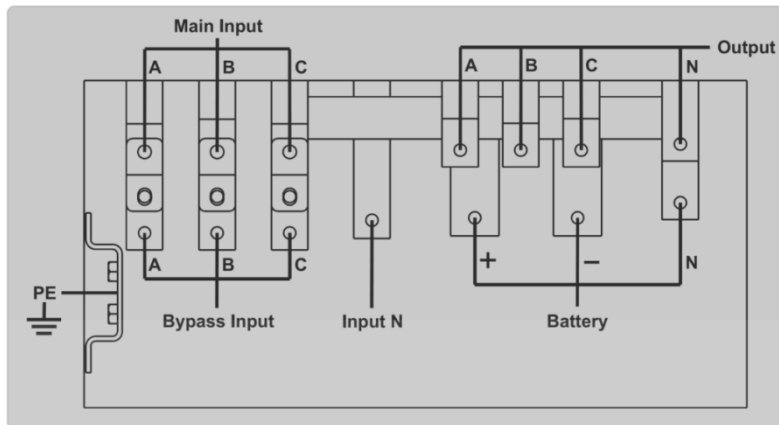 Main Input
Output
A B C A B C N
A B C + − N
PE
Bypass Input Input N Battery